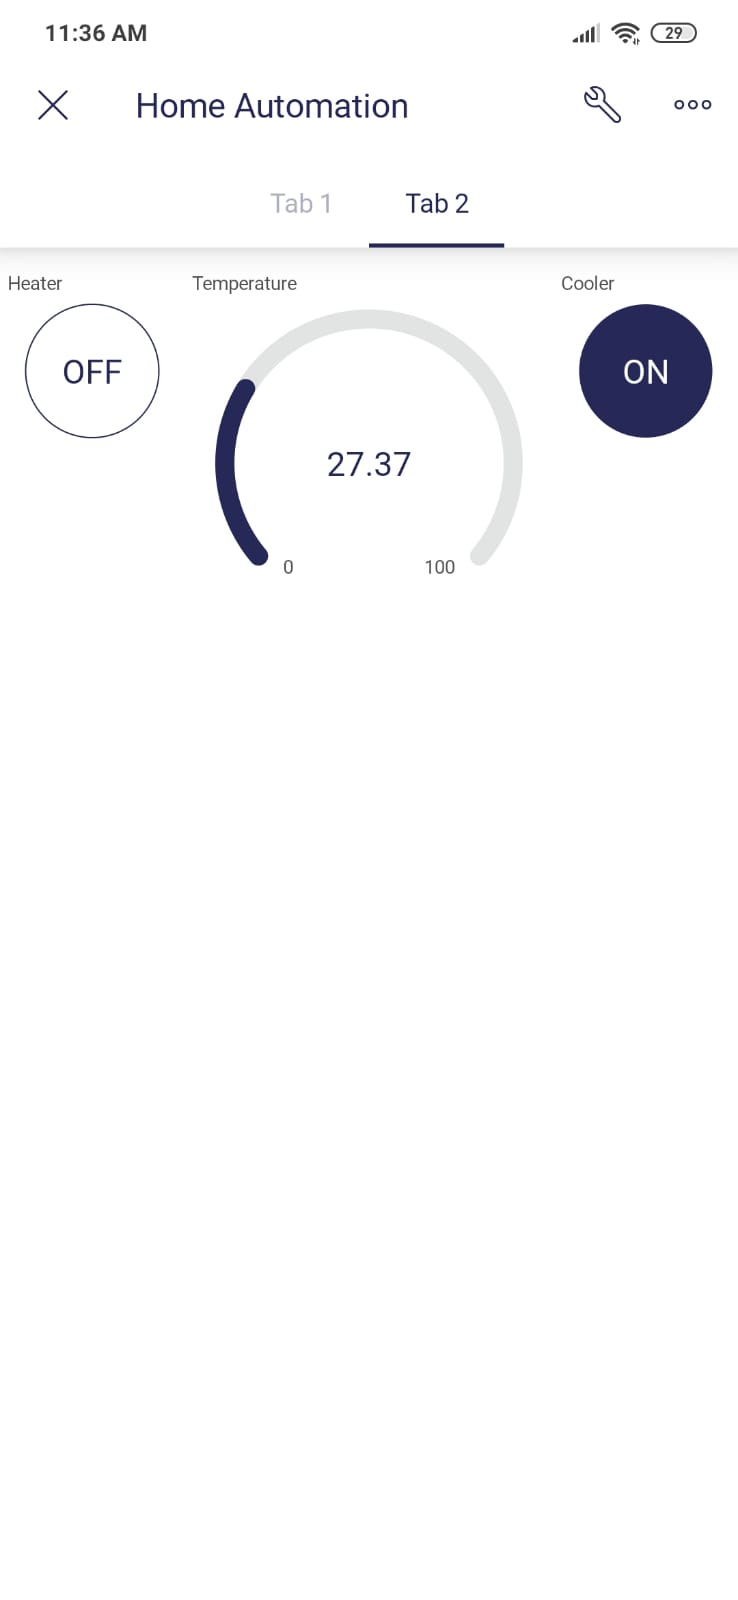 11:36 AM
29
Home Automation
Tab 1
Tab 2
Heater
Temperature
Cooler
OFF
ON
27.37
0
100